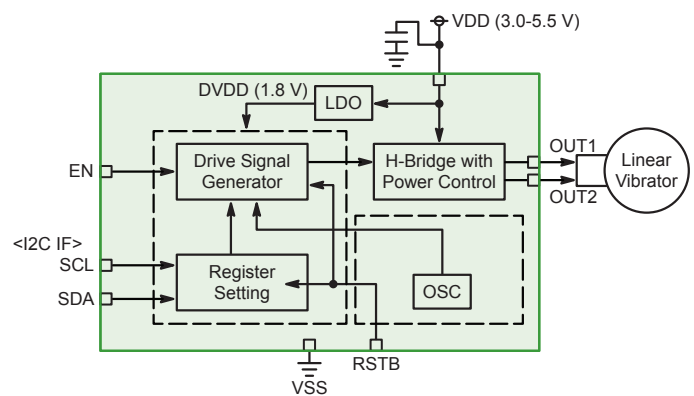 VDD (3.0-5.5 V)
DVDD (1.8 V)
LDO
EN
Drive Signal
Generator
H-Bridge with
Power Control
OUT1
OUT2
Linear
Vibrator
<I2C IF>
SCL
SDA
Register
Setting
OSC
VSS
RSTB